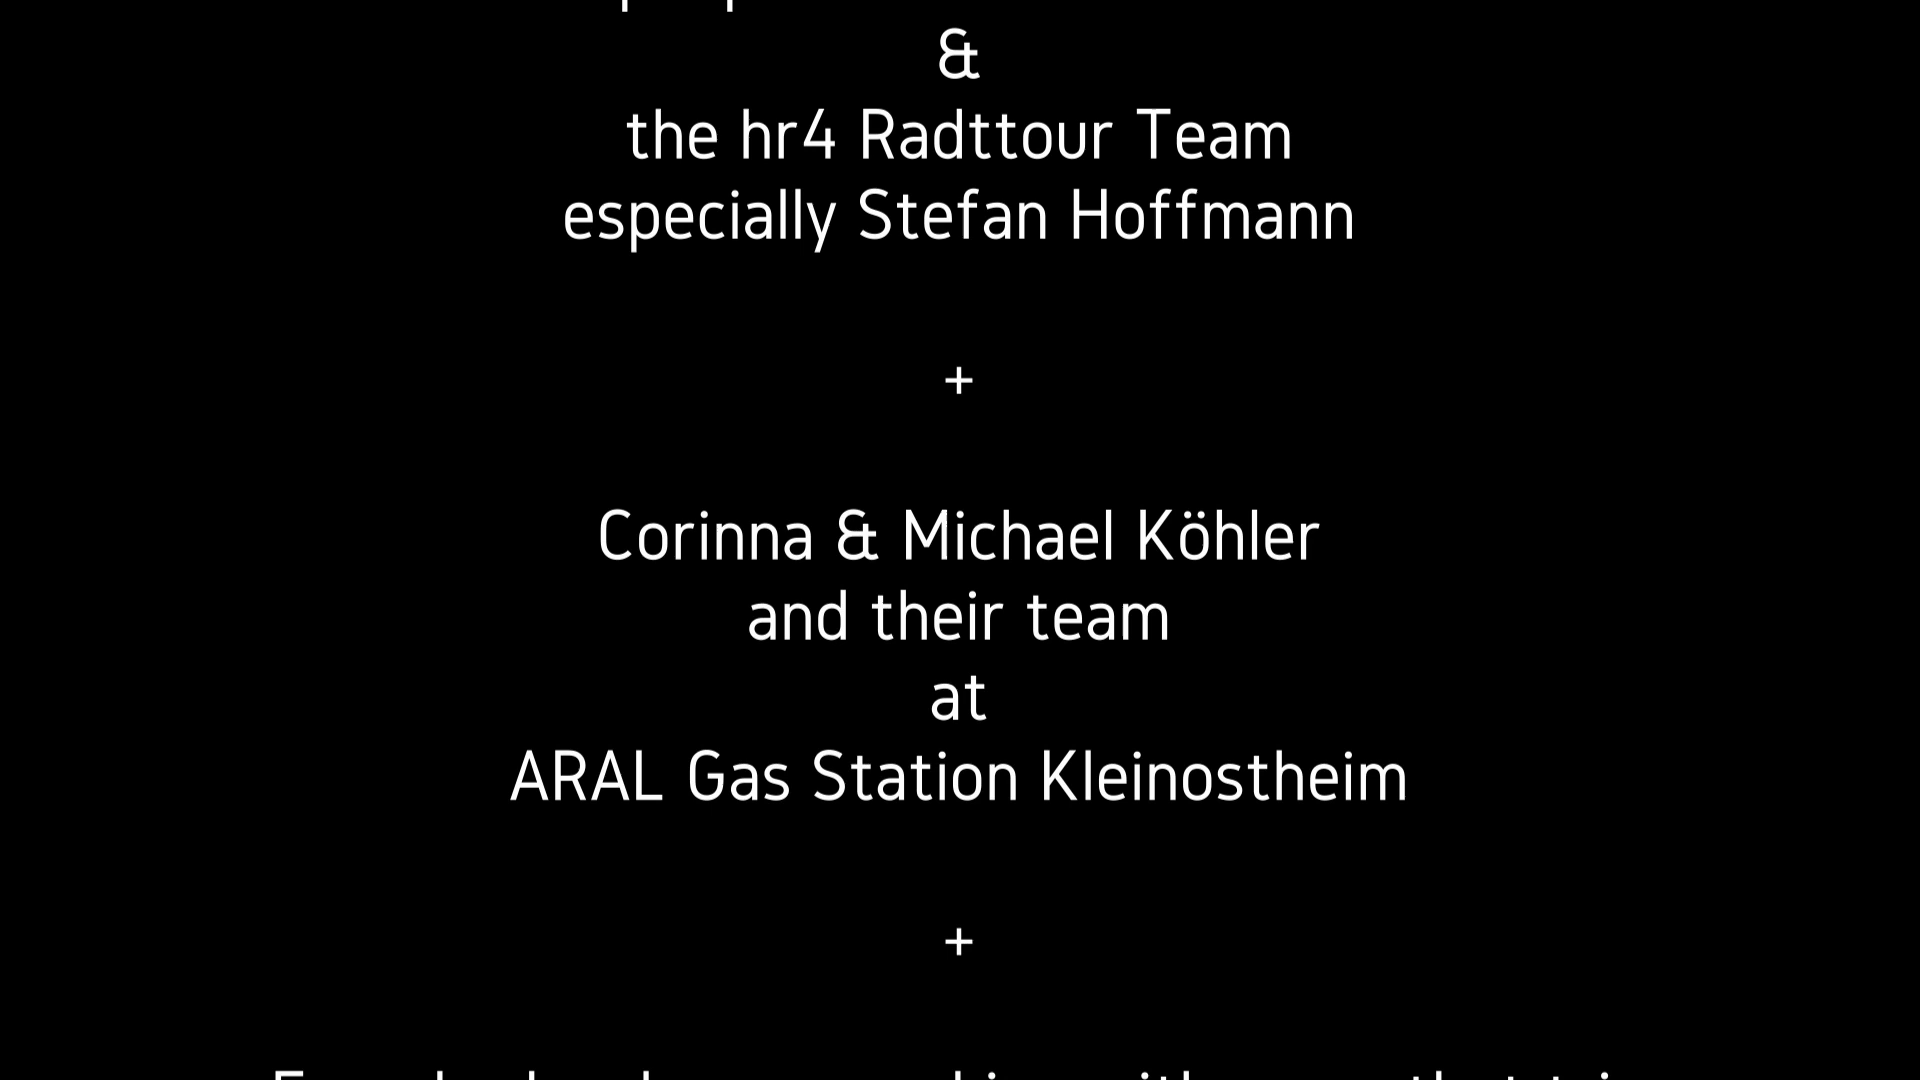 &
the hr4 Radttour Team
especially Stefan Hoffmann
+
Corinna & Michael Köhler
and their team
at
ARAL Gas Station Kleinostheim
+